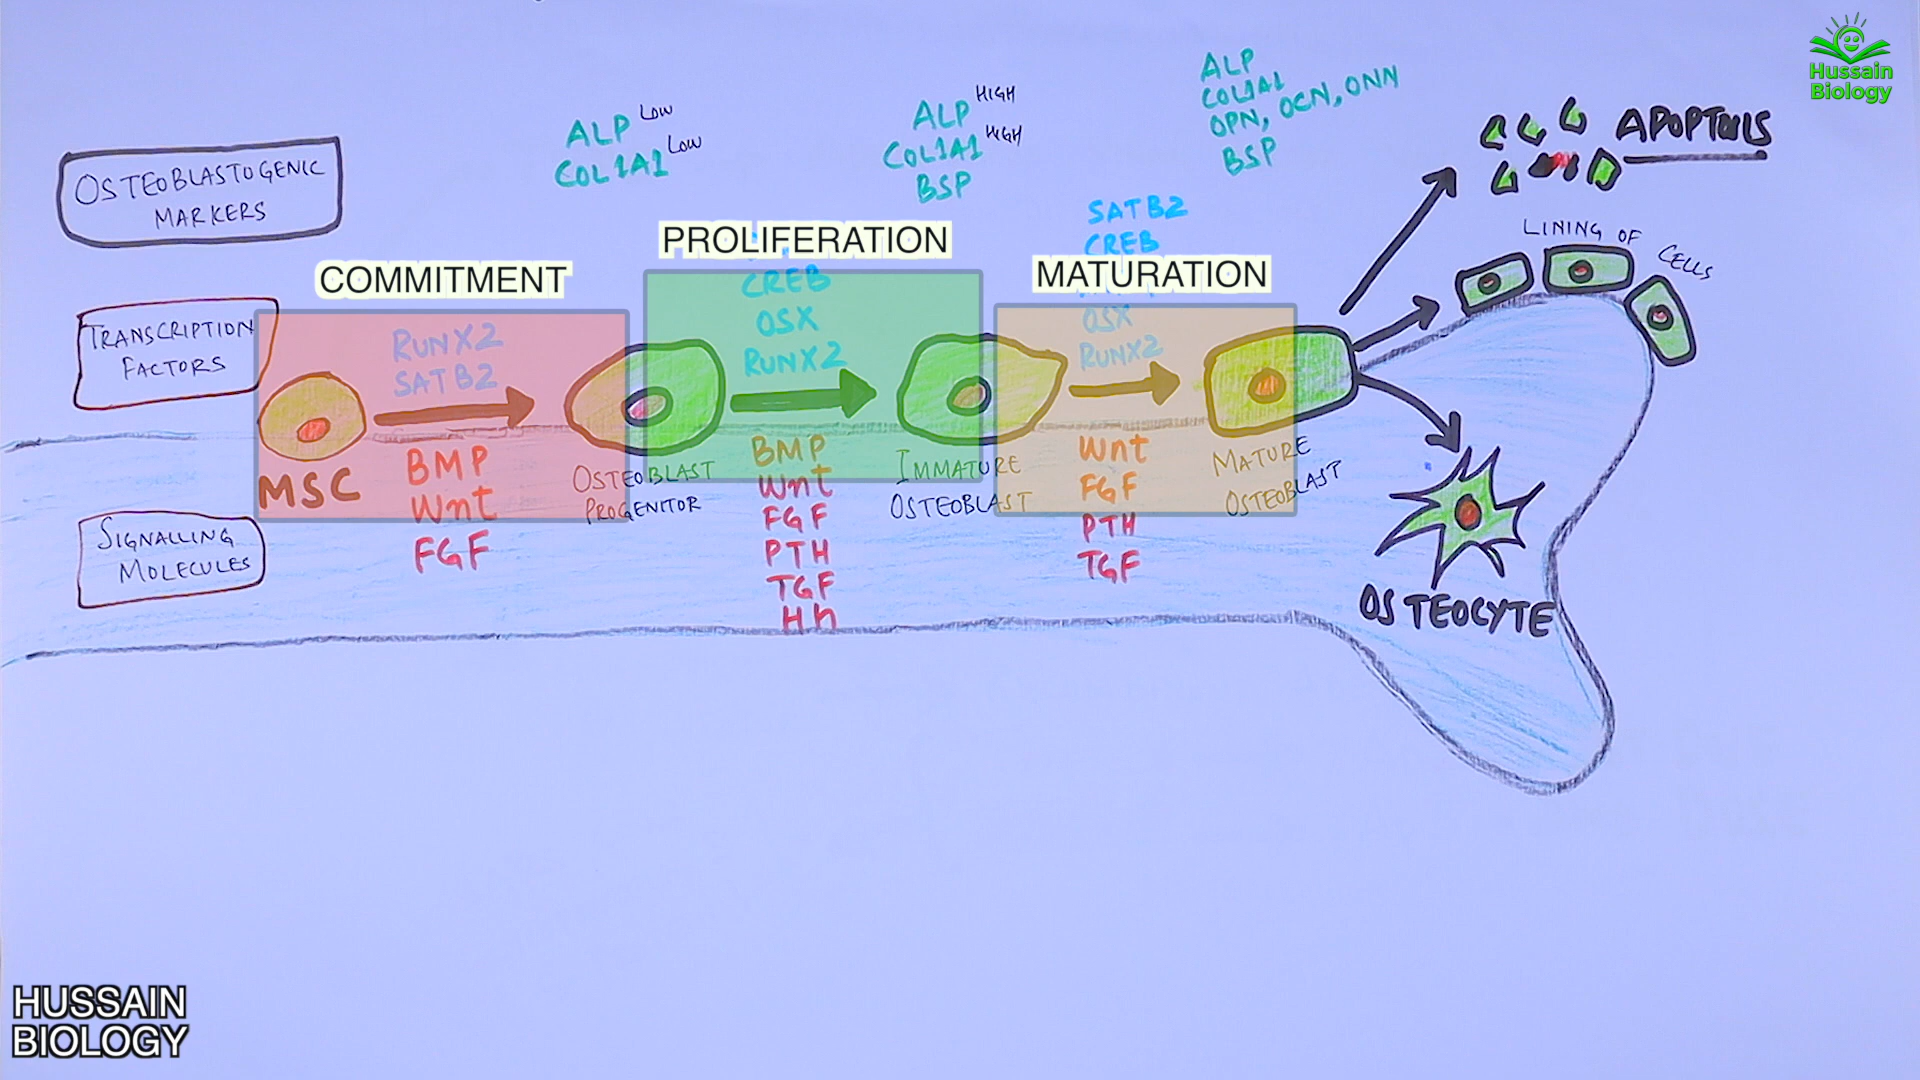 Hussain
Biology
OSTEOBLASTOGENIC
MARKERS
ALP LOW
COL1A1 LOW
ALP HIGH
COL1A1 HIGH
BSP
ALP
COL1A1
OPN, OCN, ONN
BSP
APOPTOSIS
LINING OF CELLS
COMMITMENT
PROLIFERATION
MATURATION
TRANSCRIPTION
FACTORS
RUNX2
SATB2
CREB
OSX
RUNX2
SATB2
CREB
OSX
RUNX2
MSC
OSTEOBLAST
PROGENITOR
IMMATURE
OSTEOBLAST
MATURE
OSTEOBLAST
SIGNALLING
MOLECULES
BMP
Wnt
FGF
BMP
Wnt
FGF
PTH
TGF
Hh
Wnt
FGF
PTH
TGF
OSTEOCYTE
HUSSAIN
BIOLOGY